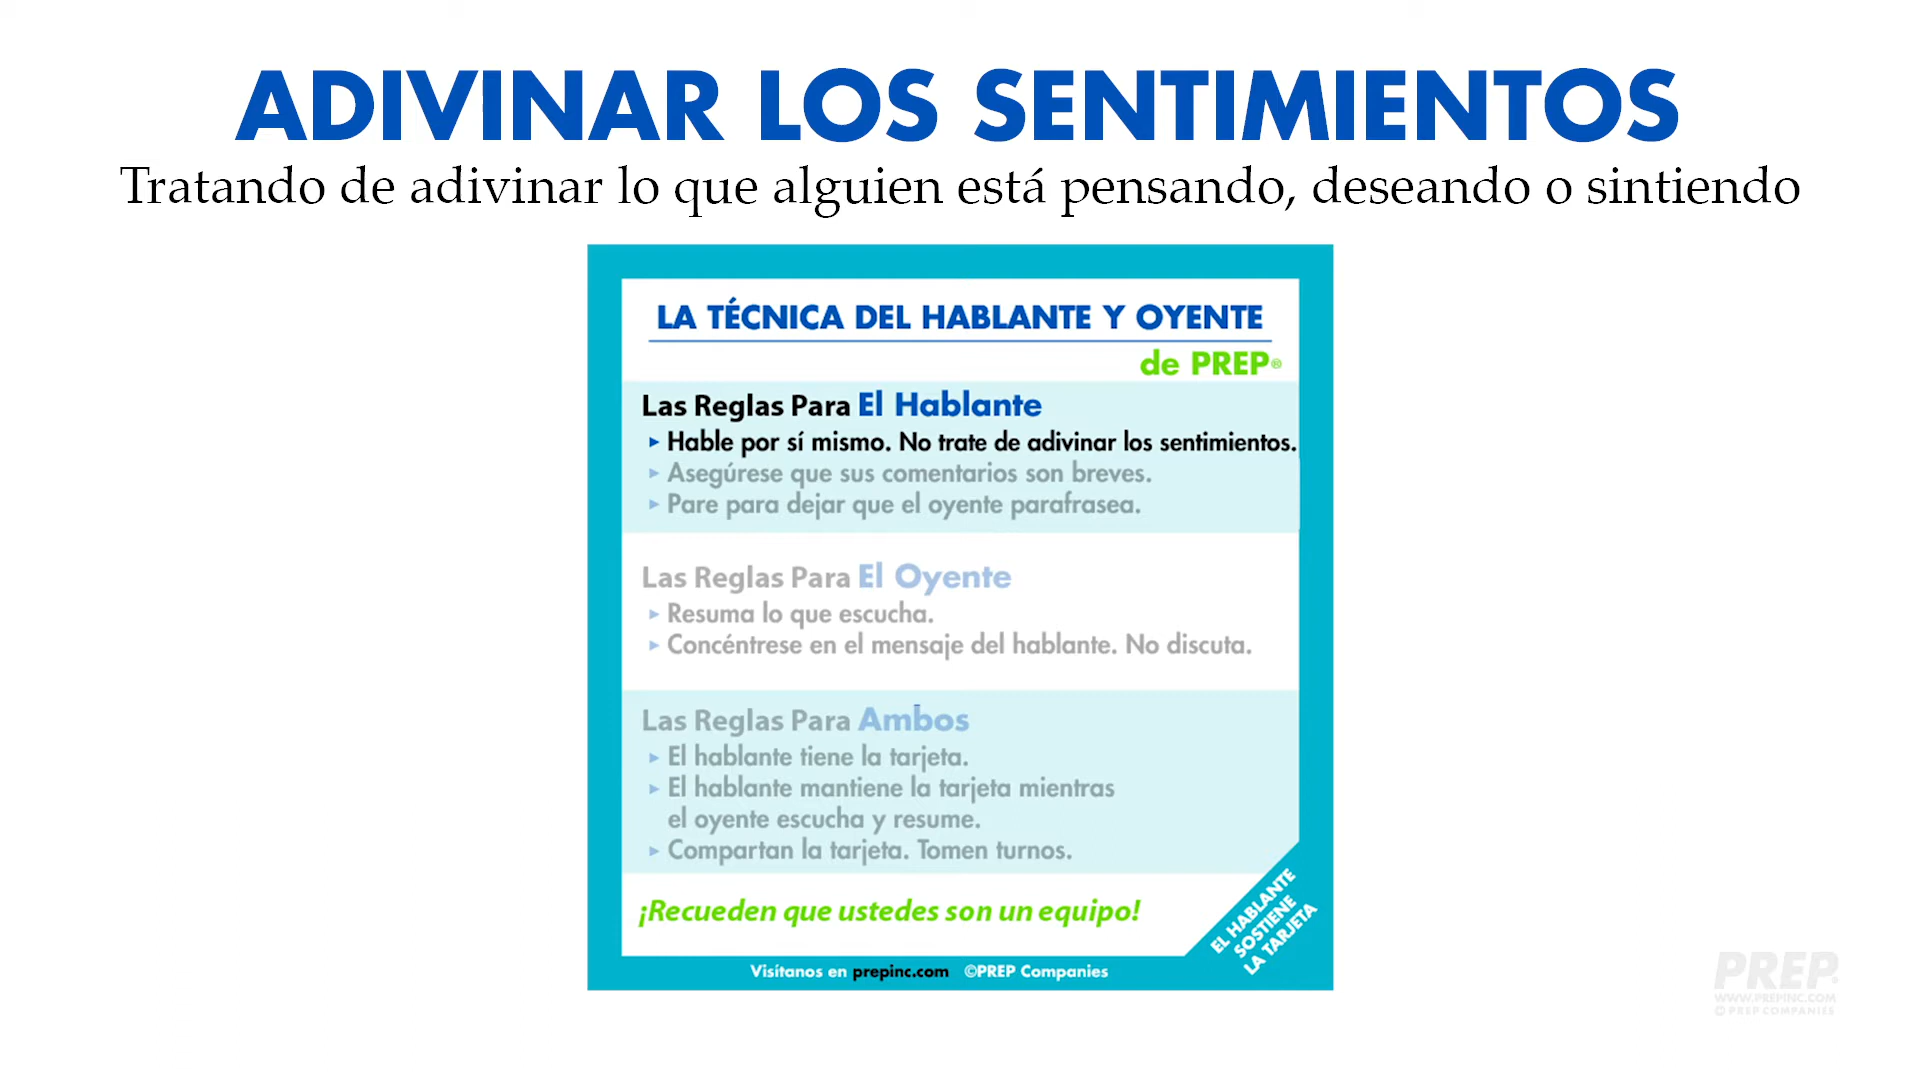 ADIVINAR LOS SENTIMIENTOS
Tratando de adivinar lo que alguien está pensando, deseando o sintiendo
LA TÉCNICA DEL HABLANTE Y OYENTE
de PREP®
Las Reglas Para El Hablante
▸ Hable por sí mismo. No trate de adivinar los sentimientos.
▸ Asegúrese que sus comentarios son breves.
▸ Pare para dejar que el oyente parafrasea.
Las Reglas Para El Oyente
▸ Resuma lo que escucha.
▸ Concéntrese en el mensaje del hablante. No discuta.
Las Reglas Para Ambos
▸ El hablante tiene la tarjeta.
▸ El hablante mantiene la tarjeta mientras
el oyente escucha y resume.
▸ Compartan la tarjeta. Tomen turnos.
¡Recueden que ustedes son un equipo!
EL HABLANTE
SOSTIENE
LA TARJETA
Visítanos en prepinc.com ©PREP Companies
PREP®
WWW.PREPINC.COM
© PREP COMPANIES